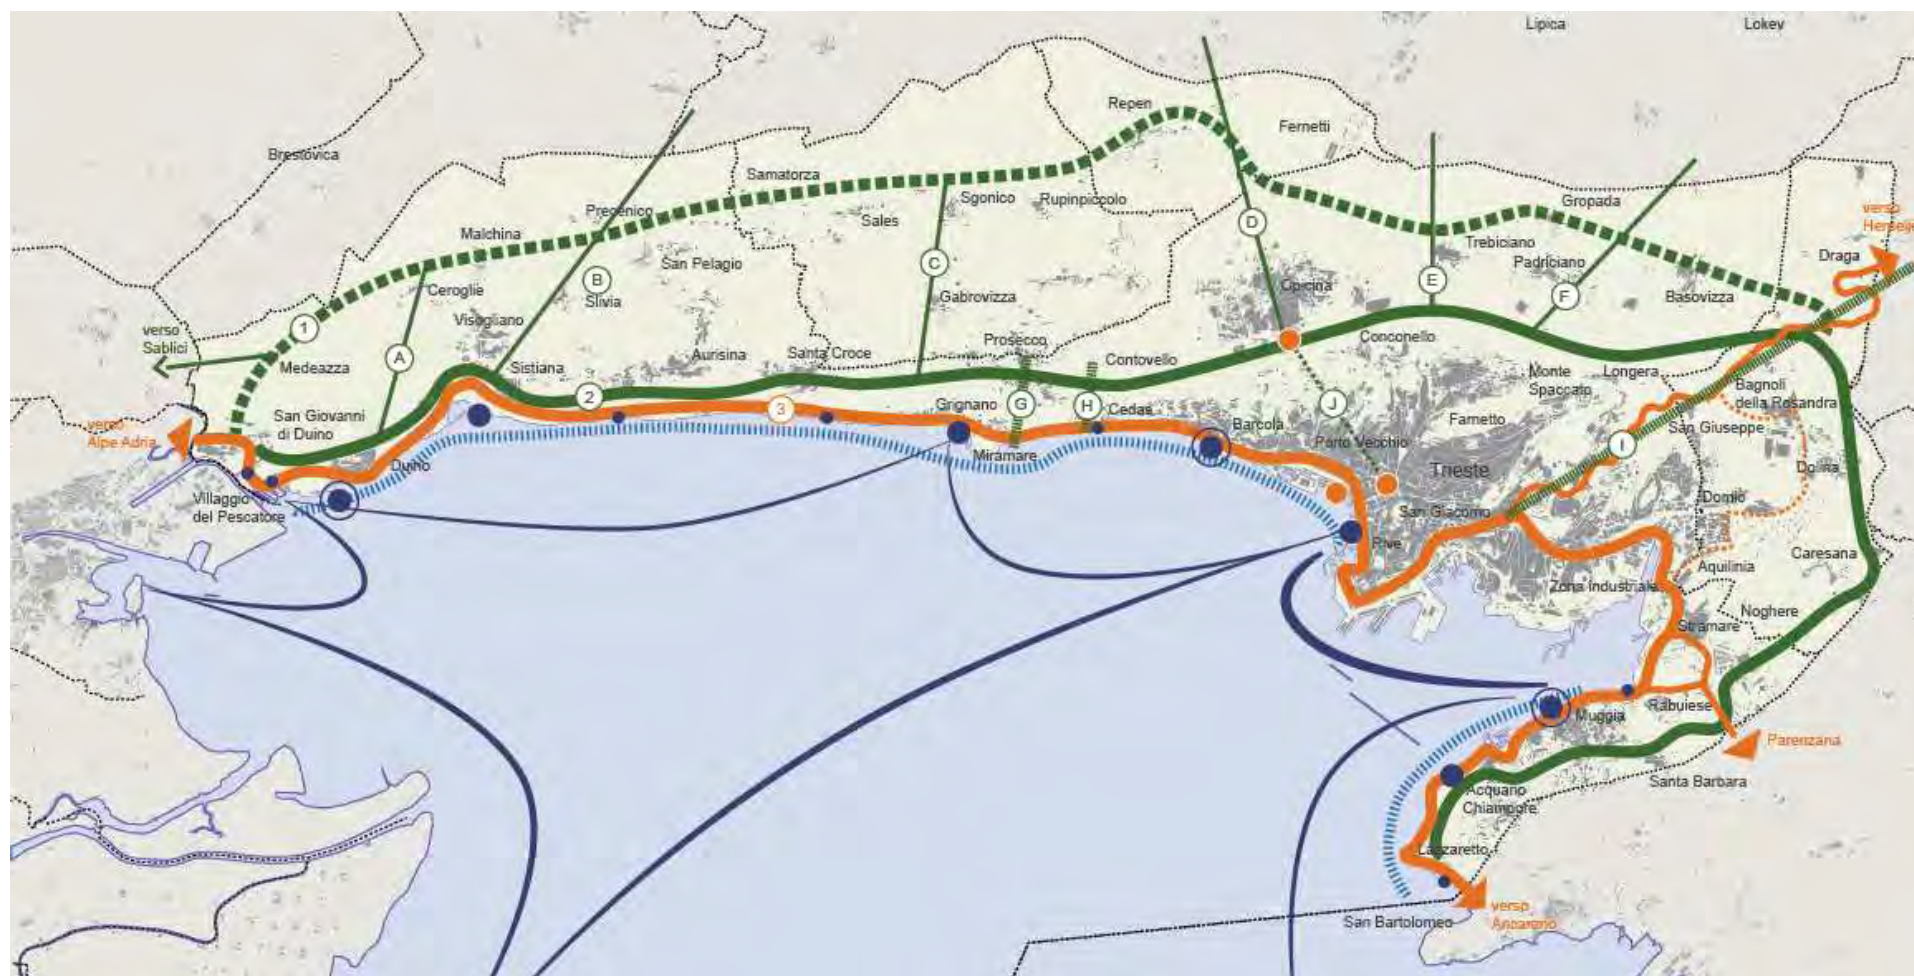 Lipica
Lokev
Brestovica
Repen
Fernetti
Samatorza
Sgonico
Rupinpiccolo
Gropada
Precenico
Sales
verso
Malchina
D
Trebiciano
Draga
San Pelagio
C
Padriciano
B
E
Opicina
Ceroglie
Slivia
Gabrovizza
F
Basovizza
Visogliano
1
verso
Sablici
Prosecco
Conconello
A
Aurisina
Santa Croce
Contovello
Medeazza
Sistiana
Monte
Spaccato
Longera
Bagnoli
della Rosandra
2
3
Grignano
G
H
Cedas
J
San Giovanni
di Duino
Barcola
Farnetto
San Giuseppe
verso
Alpe Adria
Porto Vecchio
I
Miramare
Duino
Trieste
Dolina
Villaggio
del Pescatore
Domio
San Giacomo
Rive
Caresana
Aquilinia
Zona Industriale
Noghere
Stramare
Rabuiese
Muggia
Parenzana
Santa Barbara
Acquario
Chiampore
Lazzaretto
verso
Ancarano
San Bartolomeo